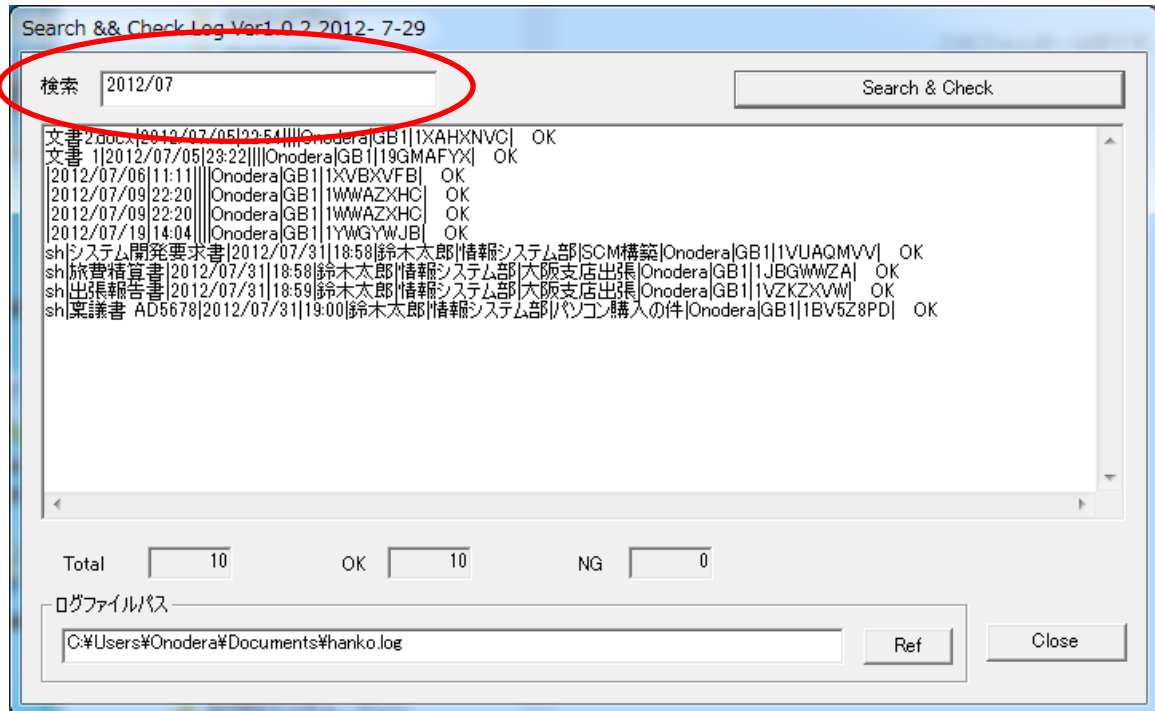 Search && Check Log Ver1.0.2 2012- 7-29
検索 2012/07 Search & Check
文書2.docx|2012/07/05|22:54||||Onodera|GB1|1XAHXNVC| OK
文書 1|2012/07/05|23:22||||Onodera|GB1|19GMAFYX| OK
|2012/07/06|11:11||||Onodera|GB1|1XVBXVFB| OK
|2012/07/09|22:20||||Onodera|GB1|1WWAZXHC| OK
|2012/07/09|22:20||||Onodera|GB1|1WWAZXHC| OK
|2012/07/19|14:04||||Onodera|GB1|1YWGYWJB| OK
sh|システム開発要求書|2012/07/31|18:58|鈴木太郎|情報システム部|SCM構築|Onodera|GB1|1VUAQMVV| OK
sh|旅費精算書|2012/07/31|18:58|鈴木太郎|情報システム部|大阪支店出張|Onodera|GB1|1JBGWWZA| OK
sh|出張報告書|2012/07/31|18:59|鈴木太郎|情報システム部|大阪支店出張|Onodera|GB1|1VZKZXVW| OK
sh|稟議書 AD5678|2012/07/31|19:00|鈴木太郎|情報システム部|パソコン購入の件|Onodera|GB1|1BV5Z8PD| OK
Total 10 OK 10 NG 0
ログファイルパス
C:¥Users¥Onodera¥Documents¥hanko.log Ref Close